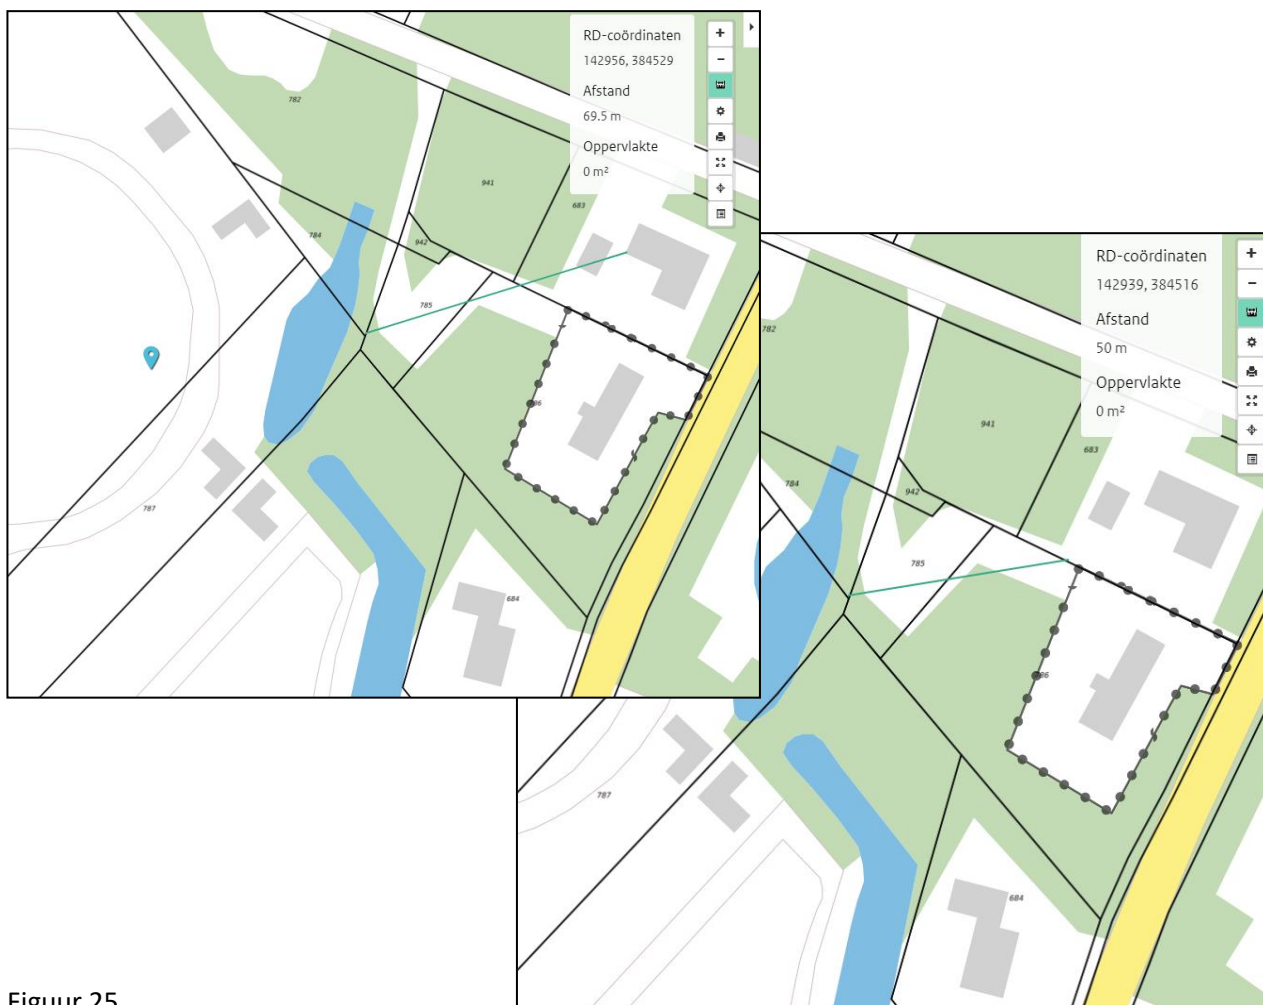 RD-coördinaten
142956, 384529
Afstand
69.5 m
Oppervlakte
0 m²
782
941
683
784
942
785
787
684
RD-coördinaten
142939, 384516
Afstand
50 m
Oppervlakte
0 m²
782
941
683
784
942
785
787
684
Figuur 25